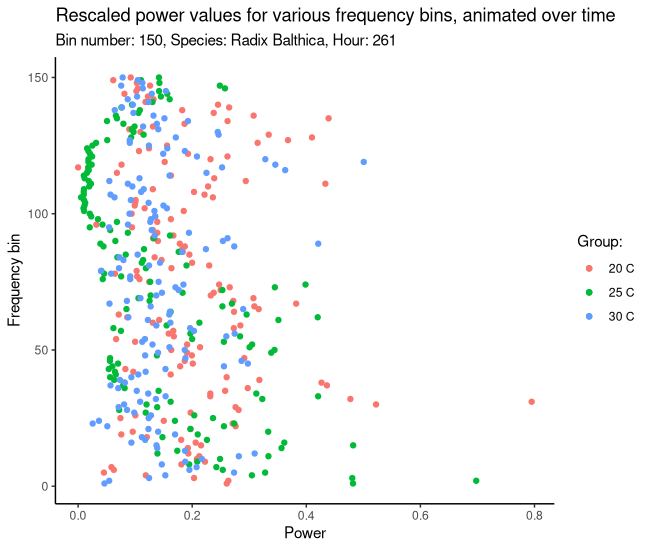 Rescaled power values for various frequency bins, animated over time
Bin number: 150, Species: Radix Balthica, Hour: 261
150
100
50
0
Frequency bin
0.0 0.2 0.4 0.6 0.8
Power
Group:
20 C
25 C
30 C